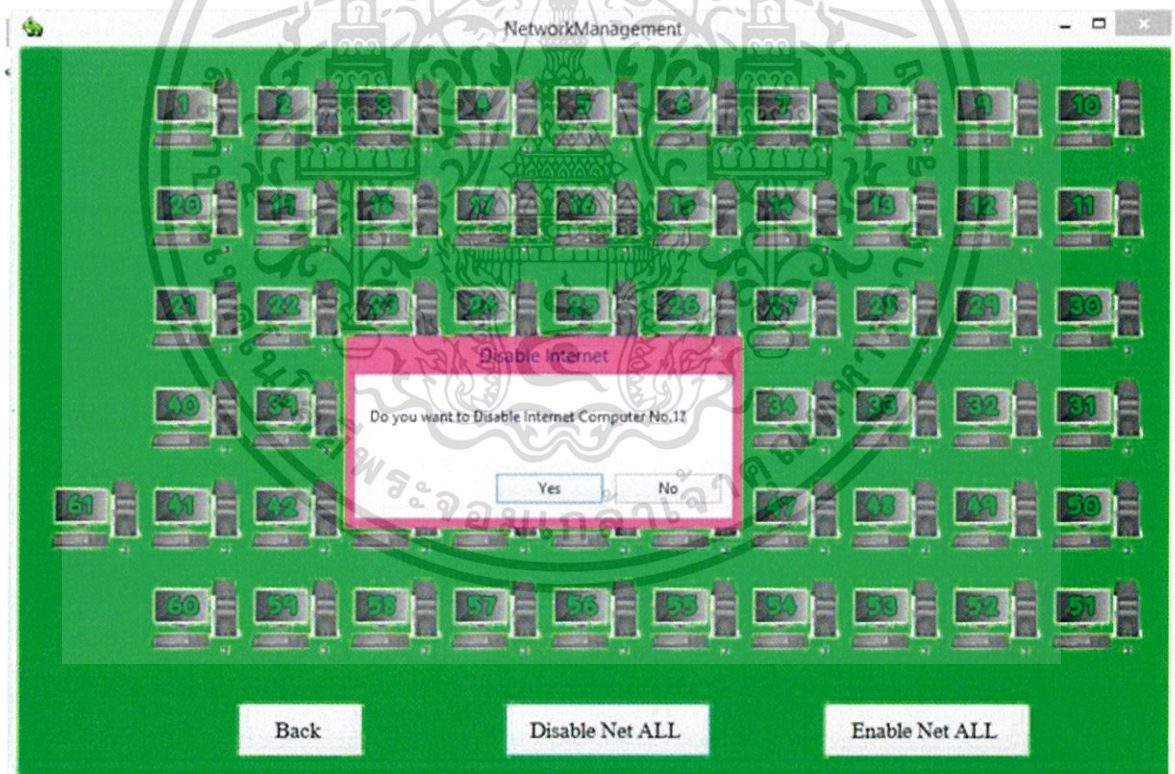 NetworkManagement
1 2 3 4 5 6 7 8 9 10
20 19 18 17 16 15 14 13 12 11
21 22 23 24 25 26 27 28 29 30
Disable Internet
Do you want to Disable Internet Computer No.1?
Yes No
40 39 34 33 32 31
61 41 42 47 48 49 50
60 59 58 57 56 55 54 53 52 51
Back Disable Net ALL Enable Net ALL